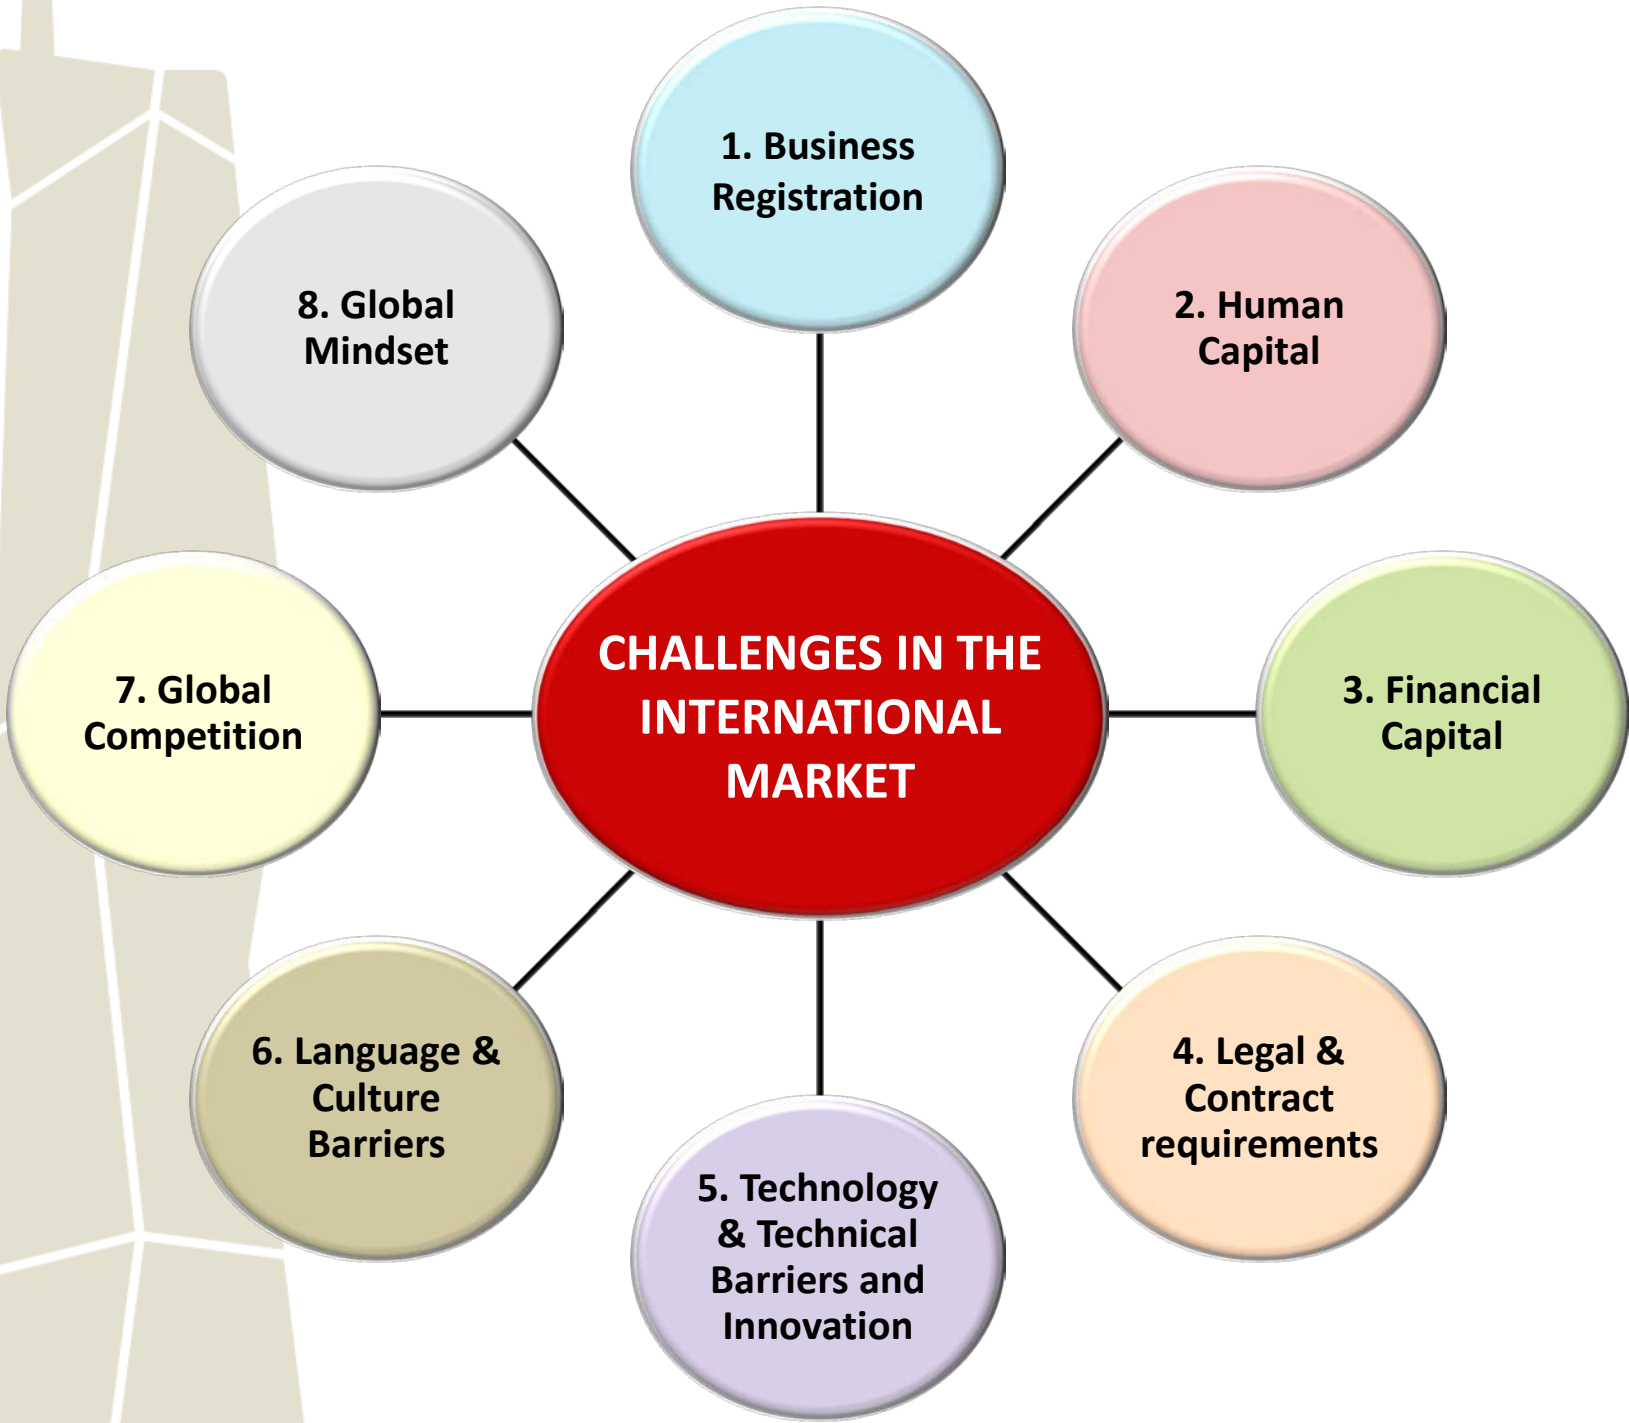 1. Business
Registration
2. Human
Capital
3. Financial
Capital
4. Legal &
Contract
requirements
5. Technology
& Technical
Barriers and
Innovation
6. Language &
Culture
Barriers
7. Global
Competition
8. Global
Mindset
CHALLENGES IN THE
INTERNATIONAL
MARKET